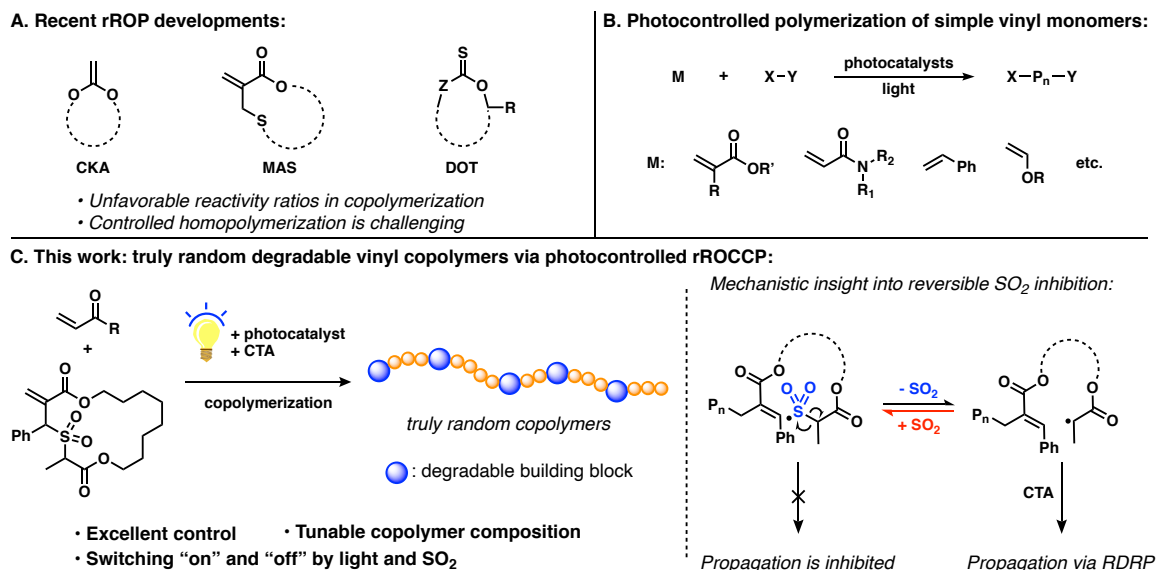 A. Recent rROP developments:
O
O
CKA
O
O
S
MAS
S
Z
O
R
DOT
• Unfavorable reactivity ratios in copolymerization
• Controlled homopolymerization is challenging
B. Photocontrolled polymerization of simple vinyl monomers:
M + X-Y photocatalysts light X-Pn-Y
M:
O
OR'
R
O
N
R2
R1
Ph
OR
etc.
C. This work: truly random degradable vinyl copolymers via photocontrolled rROCCP:
O
R
+
O
O
O
Ph
S
O
O
O
+ photocatalyst
+ CTA
copolymerization
truly random copolymers
: degradable building block
• Excellent control
• Tunable copolymer composition
• Switching “on” and “off” by light and SO2
Mechanistic insight into reversible SO2 inhibition:
O
O
O
O
S
O
O
Pn
Ph
- SO2
+ SO2
O
O
O
O
Pn
Ph
CTA
Propagation is inhibited
Propagation via RDRP